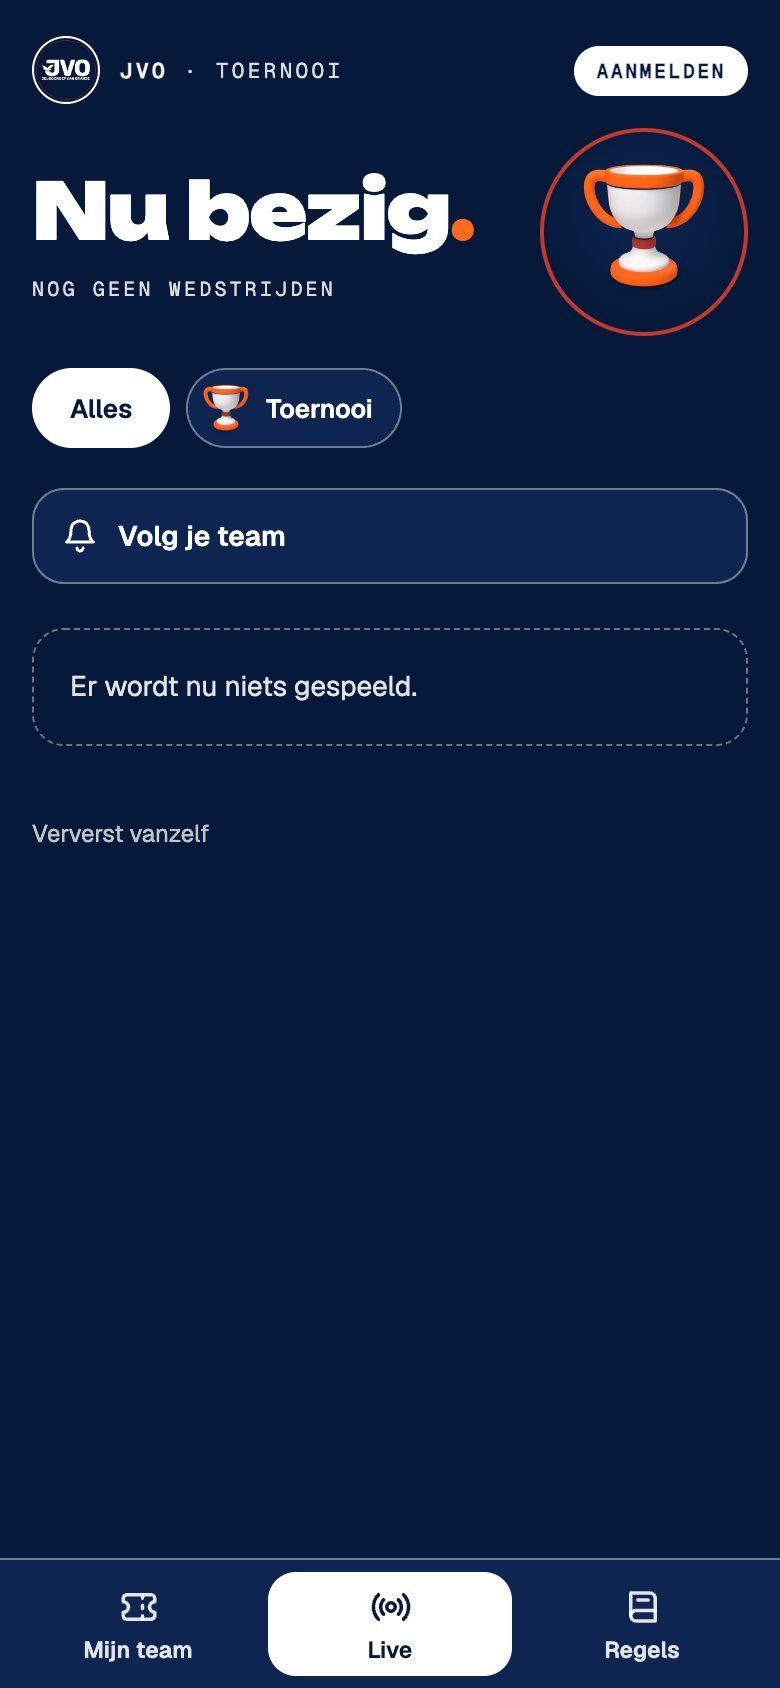 JVO
JVO · TOERNOOI
AANMELDEN
Nu bezig.
NOG GEEN WEDSTRIJDEN
Alles
Toernooi
Volg je team
Er wordt nu niets gespeeld.
Ververst vanzelf
Mijn team
Live
Regels